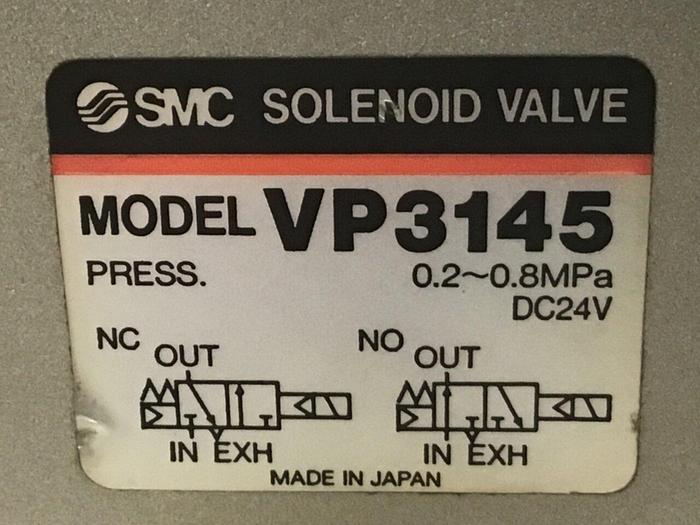 SMC SOLENOID VALVE
MODEL VP3145
PRESS. 0.2~0.8MPa
DC24V
NC OUT NO OUT
IN EXH IN EXH
MADE IN JAPAN